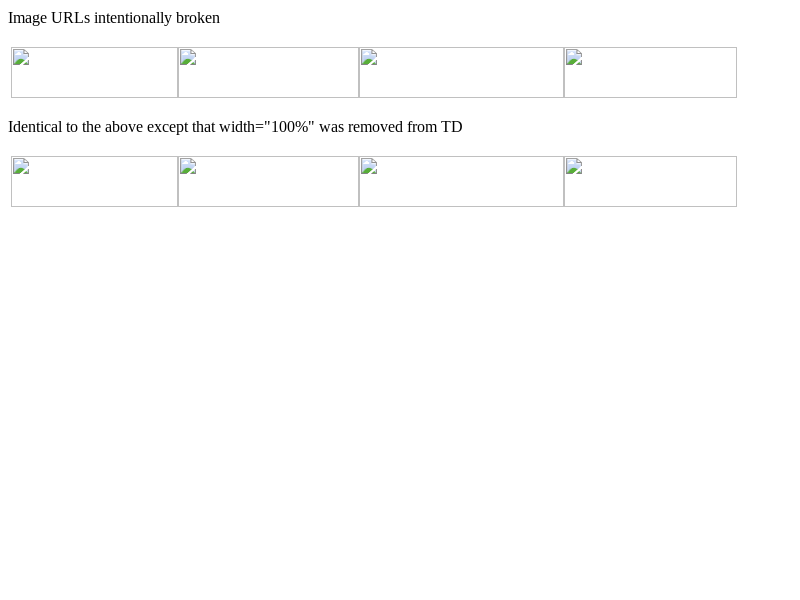 Image URLs intentionally broken
Identical to the above except that width="100%" was removed from TD